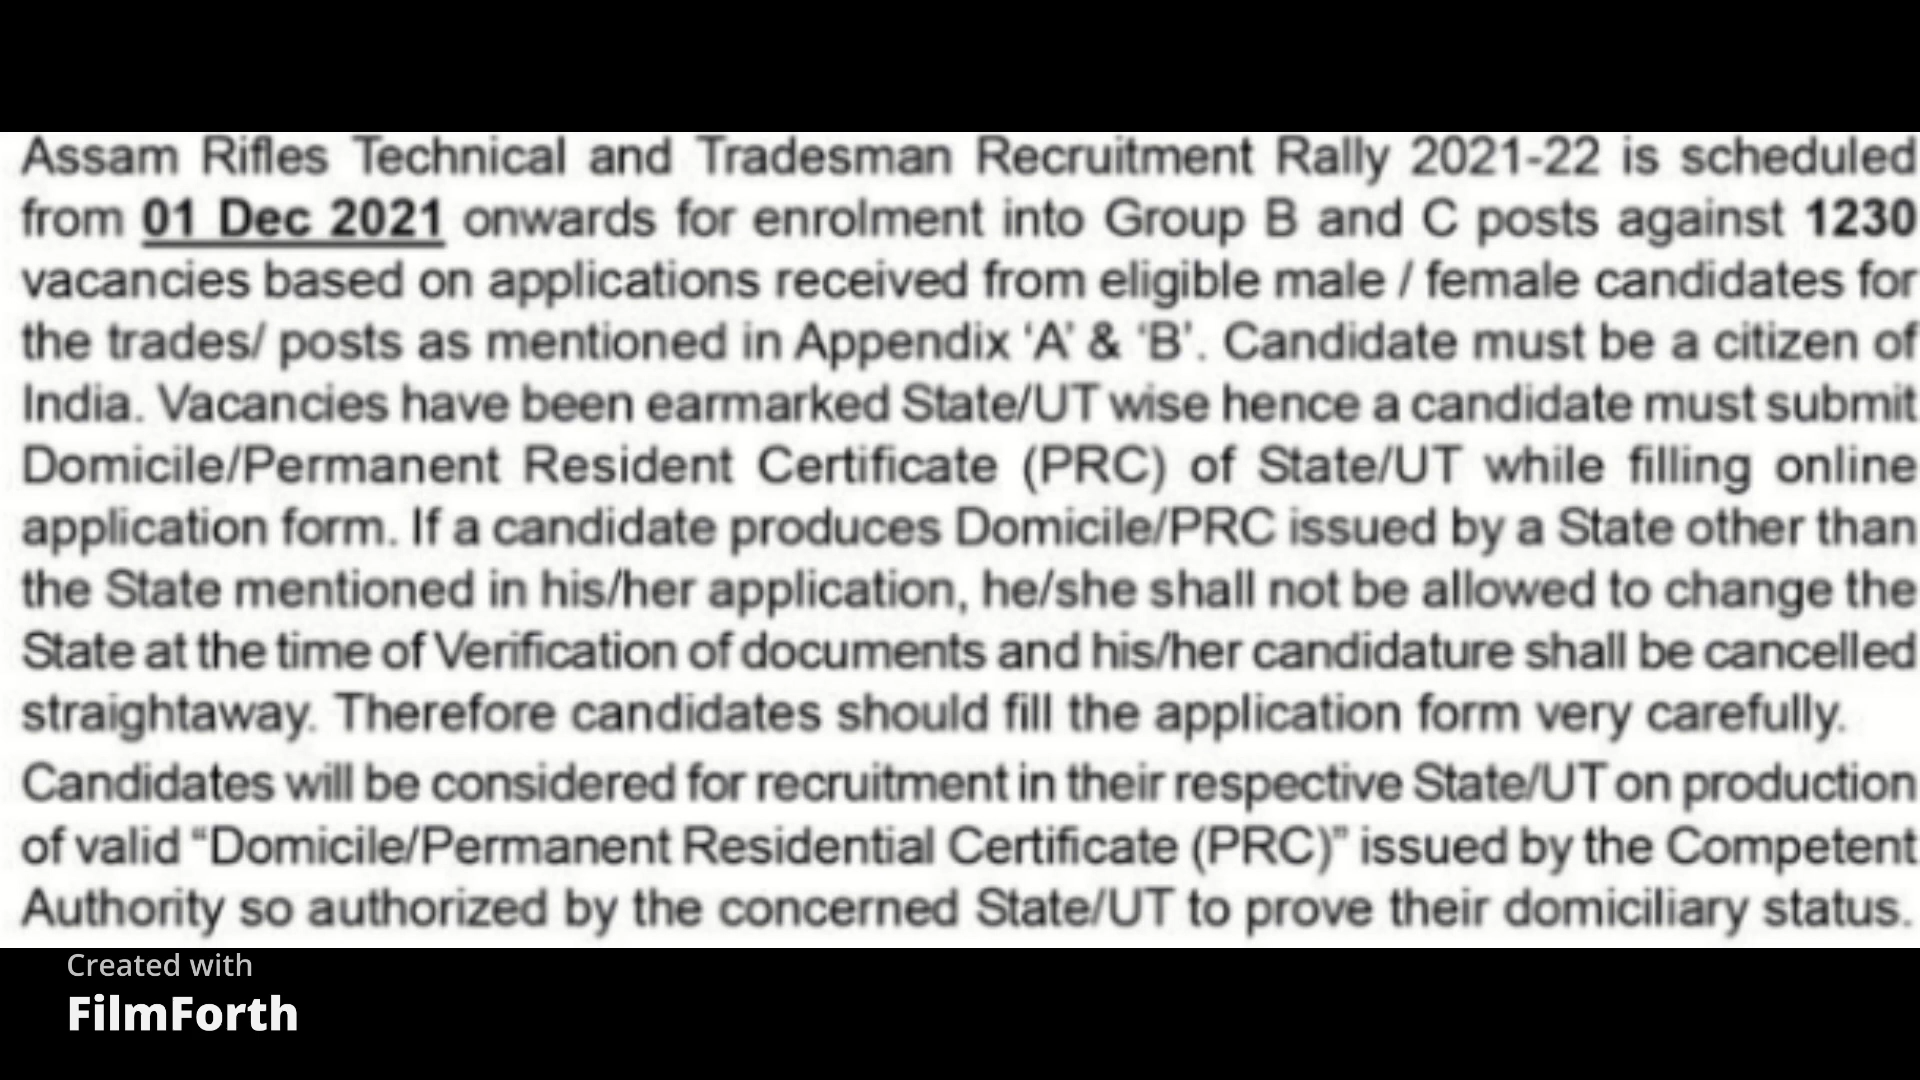 Assam Rifles Technical and Tradesman Recruitment Rally 2021-22 is scheduled
from 01 Dec 2021 onwards for enrolment into Group B and C posts against 1230
vacancies based on applications received from eligible male / female candidates for
the trades/ posts as mentioned in Appendix ‘A’ & ‘B’. Candidate must be a citizen of
India. Vacancies have been earmarked State/UT wise hence a candidate must submit
Domicile/Permanent Resident Certificate (PRC) of State/UT while filling online
application form. If a candidate produces Domicile/PRC issued by a State other than
the State mentioned in his/her application, he/she shall not be allowed to change the
State at the time of Verification of documents and his/her candidature shall be cancelled
straightaway. Therefore candidates should fill the application form very carefully.
Candidates will be considered for recruitment in their respective State/UT on production
of valid “Domicile/Permanent Residential Certificate (PRC)” issued by the Competent
Authority so authorized by the concerned State/UT to prove their domiciliary status.
Created with
FilmForth